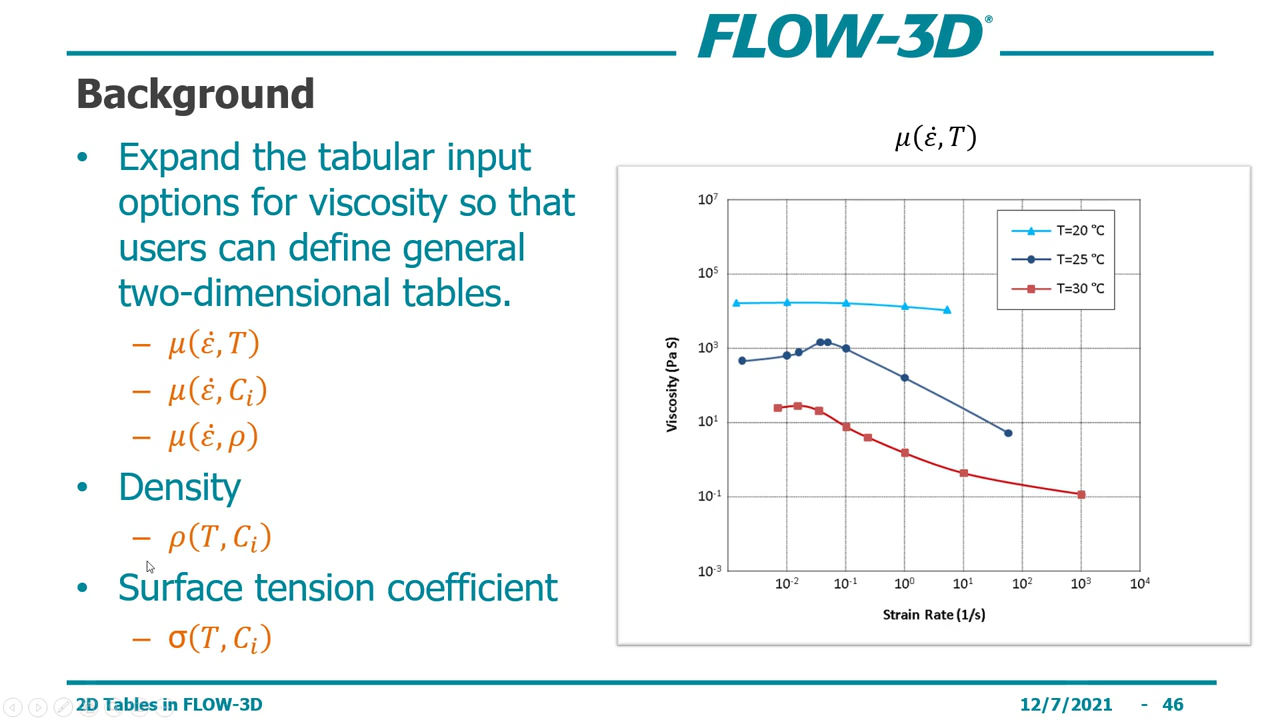 FLOW-3D®
Background
• Expand the tabular input
options for viscosity so that
users can define general
two-dimensional tables.
– μ(ε̇, T)
– μ(ε̇, Cᵢ)
– μ(ε̇, ρ)
• Density
– ρ(T, Cᵢ)
• Surface tension coefficient
– σ(T, Cᵢ)
μ(ε̇, T)
10⁷
10⁵
10³
10¹
10⁻¹
10⁻³
Viscosity (Pa S)
T=20 ℃
T=25 ℃
T=30 ℃
10⁻² 10⁻¹ 10⁰ 10¹ 10² 10³ 10⁴
Strain Rate (1/s)
2D Tables in FLOW-3D
12/7/2021 - 46